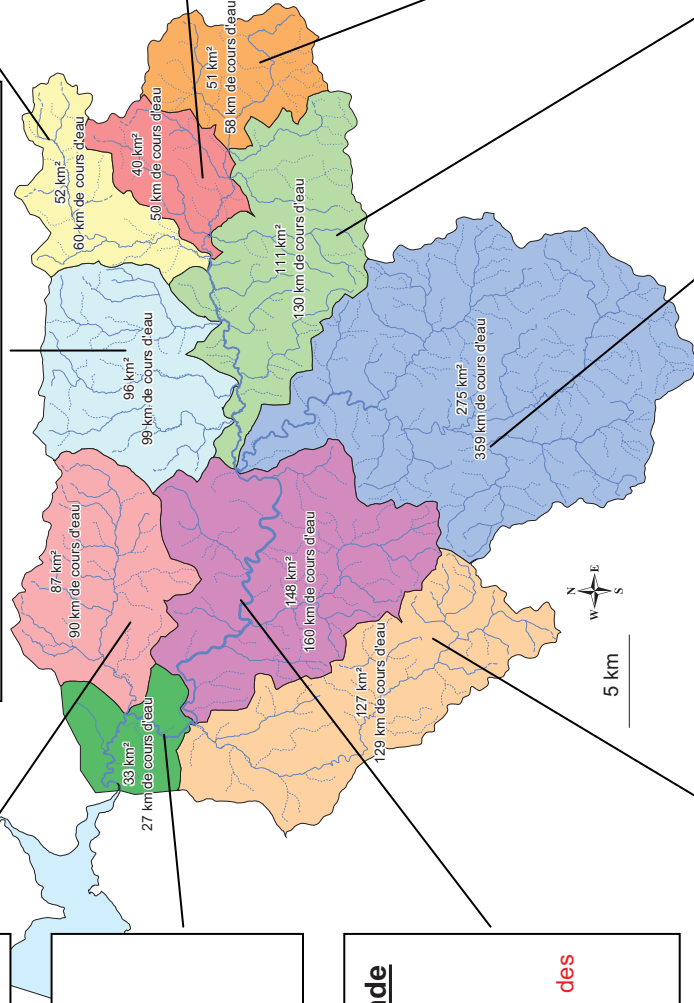 52 km²
60 km de cours d'eau
40 km²
50 km de cours d'eau
51 km²
58 km de cours d'eau
96 km²
99 km de cours d'eau
111 km²
130 km de cours d'eau
87 km²
90 km de cours d'eau
275 km²
359 km de cours d'eau
148 km²
160 km de cours d'eau
33 km²
27 km de cours d'eau
127 km²
129 km de cours d'eau
N
W E
S
5 km
des